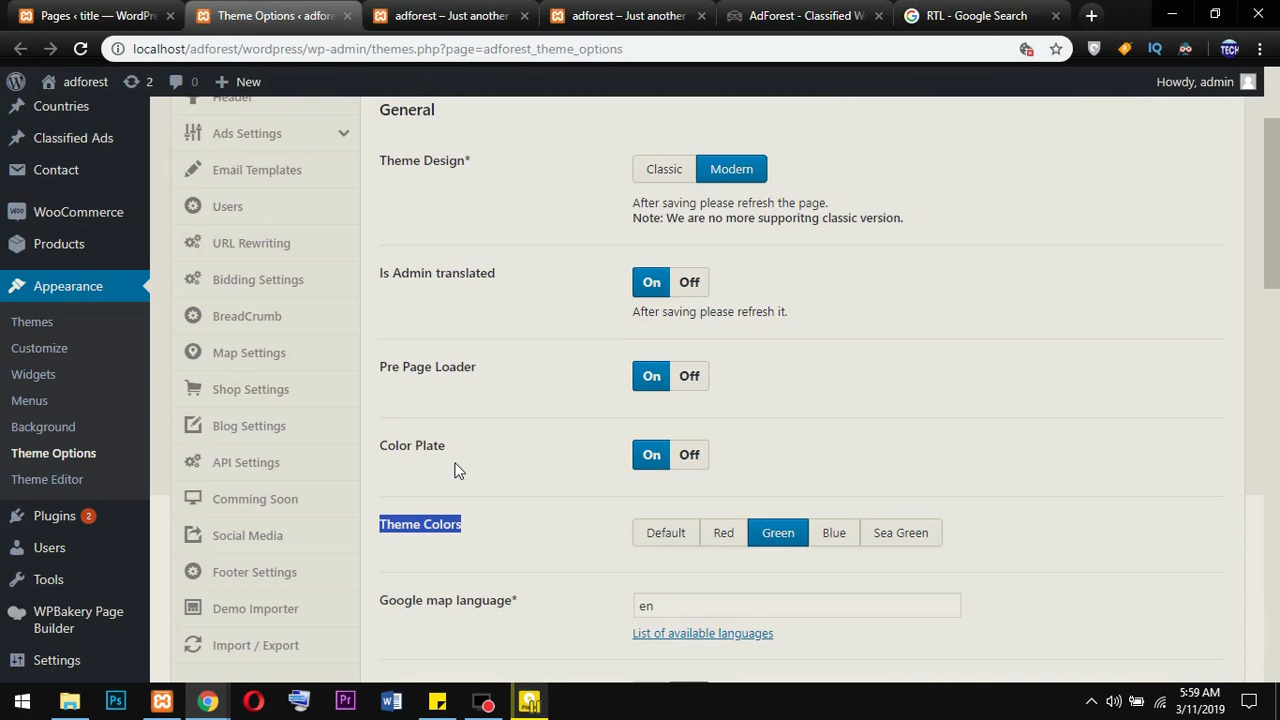 Pages ‹ title — WordPr
Theme Options ‹ adfore
adforest – Just another
adforest – Just another
AdForest - Classified W
RTL - Google Search
localhost/adforest/wordpress/wp-admin/themes.php?page=adforest_theme_options
IQ
TECH
adforest
2
0
New
Howdy, admin
Countries
Classified Ads
Contact
Woo
WooCommerce
Products
Appearance
Themes
Customize
Widgets
Menus
Background
Theme Options
Theme Editor
Plugins 2
Users
Tools
WPBakery Page
Builder
Settings
Header
Ads Settings
Email Templates
Users
URL Rewriting
Bidding Settings
BreadCrumb
Map Settings
Shop Settings
Blog Settings
API Settings
Comming Soon
Social Media
Footer Settings
Demo Importer
Import / Export
General
Theme Design*
Classic Modern
After saving please refresh the page.
Note: We are no more supporitng classic version.
Is Admin translated
On Off
After saving please refresh it.
Pre Page Loader
On Off
Color Plate
On Off
Theme Colors
Default Red Green Blue Sea Green
Google map language*
en
List of available languages
Ps
Pr
5:59 AM
3/11/2019